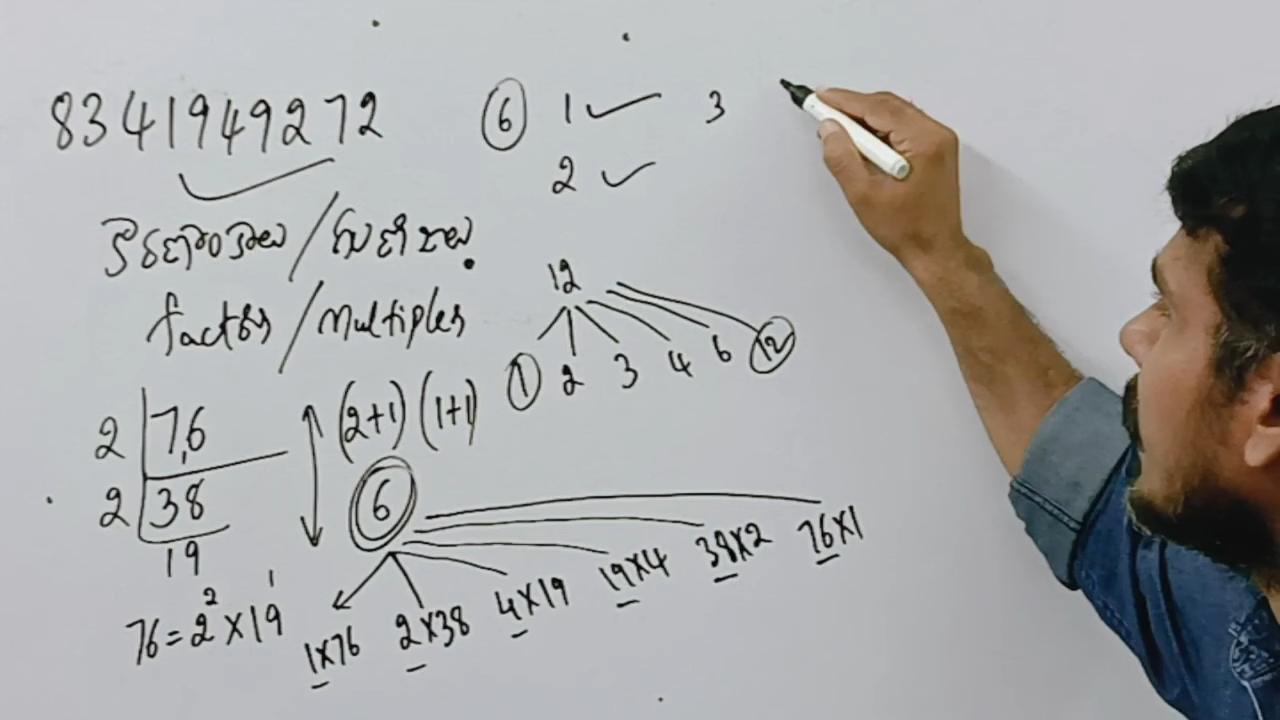 8341949272
కారణాంకాలు / గుణిజాలు
factors / Multiples
2 | 76
2 | 38
19
76 = 2² × 19¹
(2+1) (1+1)
6
1×76 2×38 4×19 19×4 38×2 76×1
6 1 ✓ 3
2 ✓
12
1 2 3 4 6 12